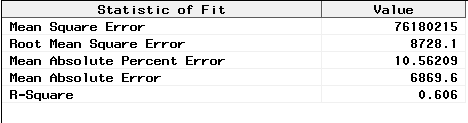 Statistic of Fit Value
Mean Square Error 76180215
Root Mean Square Error 8728.1
Mean Absolute Percent Error 10.56209
Mean Absolute Error 6869.6
R-Square 0.606